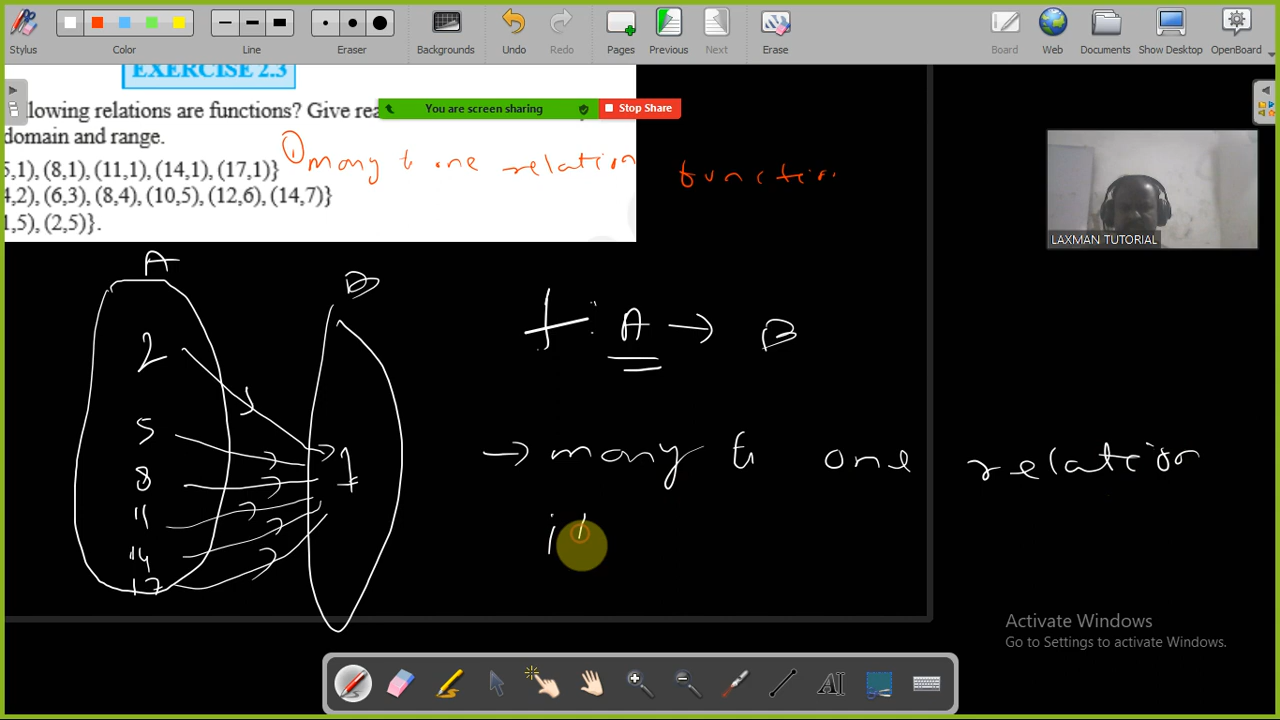 Stylus Color Line Eraser Backgrounds Undo Redo Pages Previous Next Erase Board Web Documents Show Desktop OpenBoard
EXERCISE 2.3
You are screen sharing Stop Share
lowing relations are functions? Give rea
domain and range.
5,1), (8,1), (11,1), (14,1), (17,1)}
① many to one relation function
4,2), (6,3), (8,4), (10,5), (12,6), (14,7)}
1,5), (2,5)}.
LAXMAN TUTORIAL
A
B
f: A → B
2
5
8
11
14
17
1
→ many to one relation
Activate Windows
Go to Settings to activate Windows.
AI